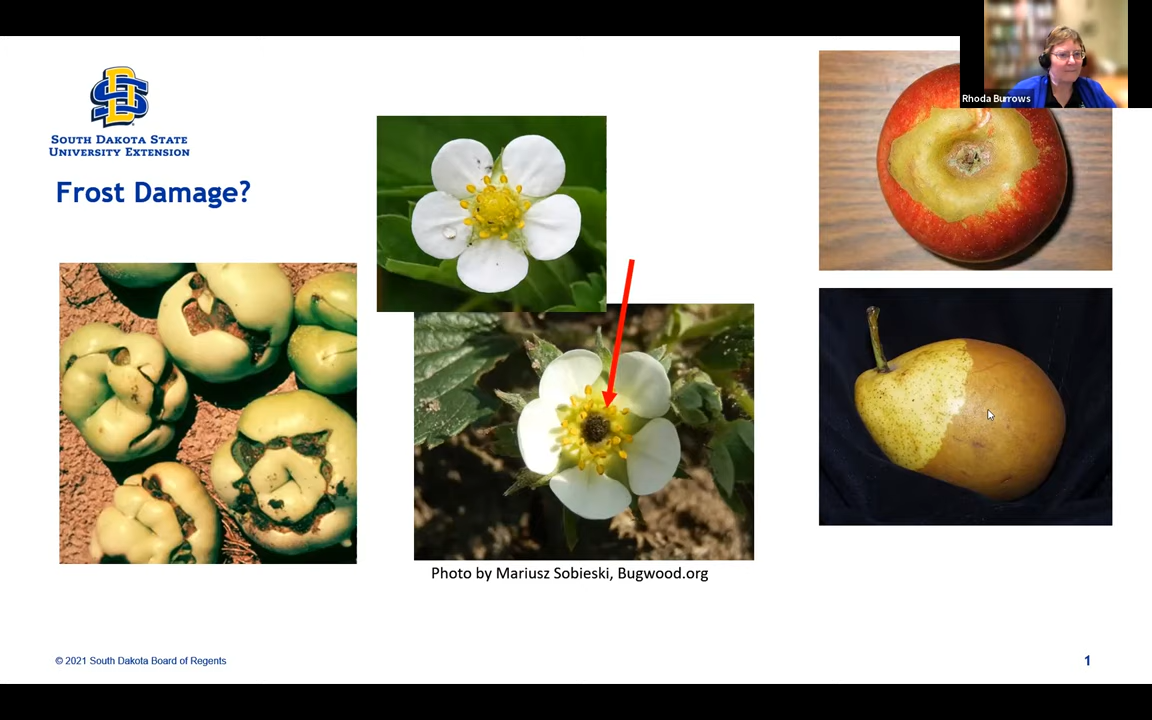 Rhoda Burrows
SOUTH DAKOTA STATE
UNIVERSITY EXTENSION
Frost Damage?
Photo by Mariusz Sobieski, Bugwood.org
© 2021 South Dakota Board of Regents
1